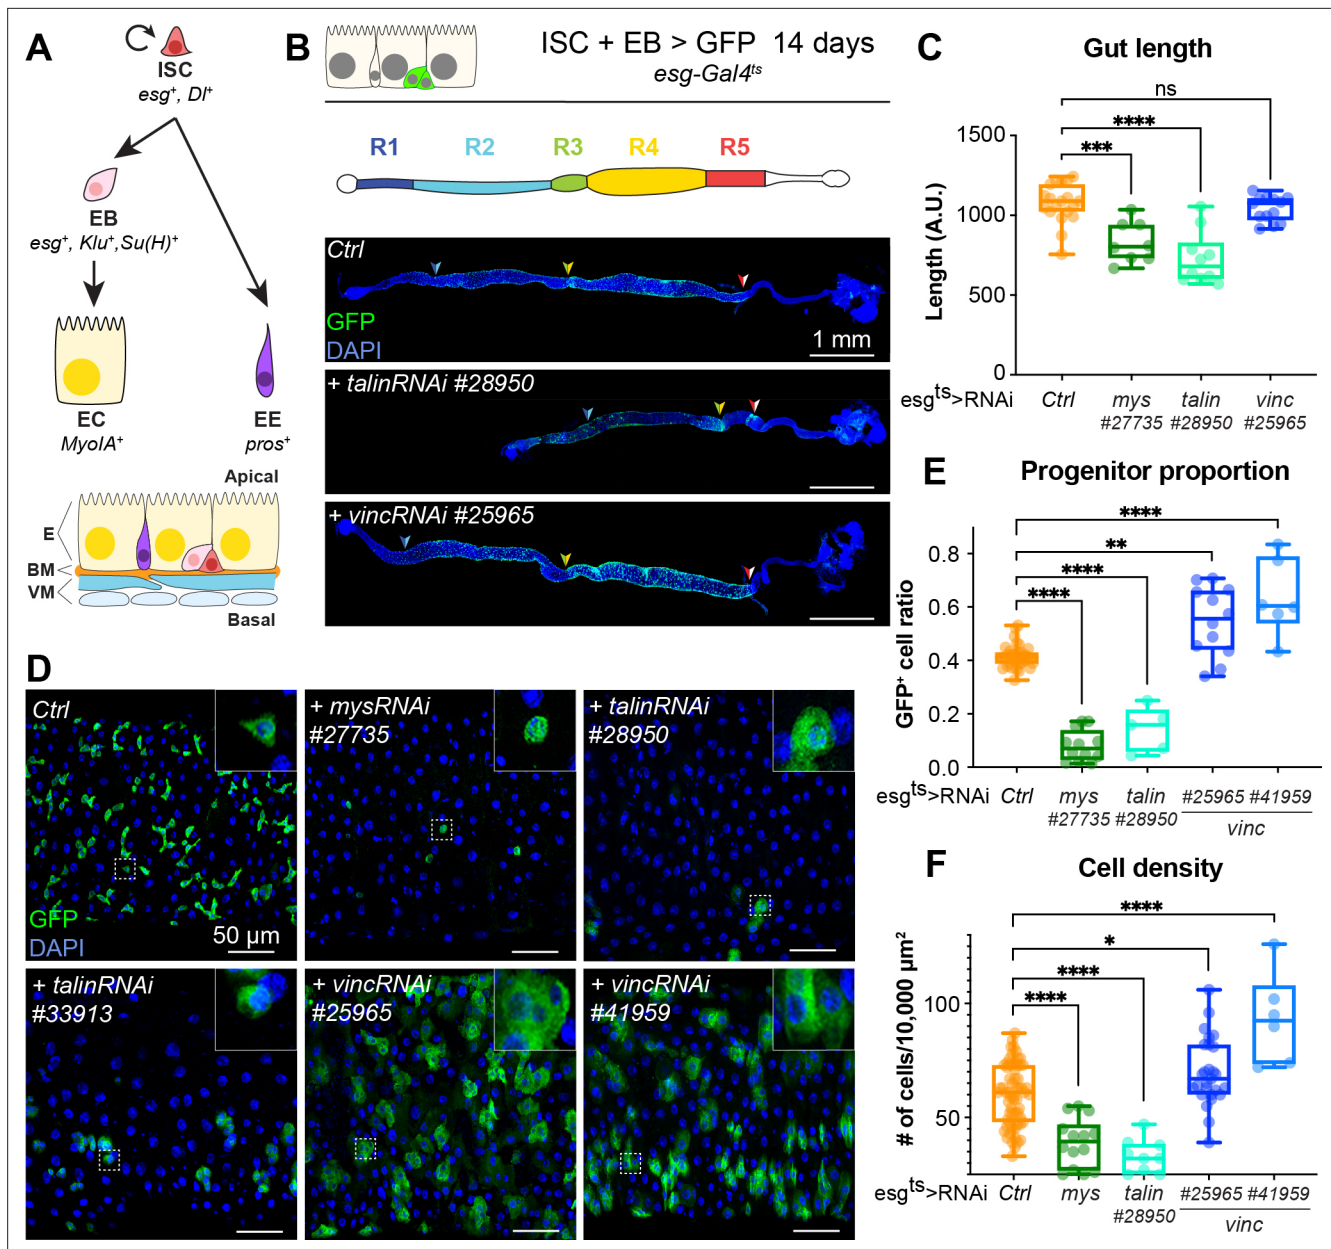 A
ISC
esg+, Dl+
EB
esg+, Klu+,Su(H)+
EC
MyoIA+
EE
pros+
Apical
E
BM
VM
Basal
B
ISC + EB > GFP 14 days
esg-Gal4ts
R1 R2 R3 R4 R5
Ctrl
GFP
DAPI
1 mm
+ talinRNAi #28950
+ vincRNAi #25965
C
Gut length
ns
****
***
Length (A.U.)
1500
1000
500
0
esgts>RNAi
Ctrl
mys
#27735
talin
#28950
vinc
#25965
D
Ctrl
GFP
DAPI
50 µm
+ mysRNAi
#27735
+ talinRNAi
#28950
+ talinRNAi
#33913
+ vincRNAi
#25965
+ vincRNAi
#41959
E
Progenitor proportion
****
**
****
****
GFP+ cell ratio
0.8
0.6
0.4
0.2
0.0
esgts>RNAi
Ctrl
mys
#27735
talin
#28950
#25965 #41959
vinc
F
Cell density
****
*
****
****
# of cells/10,000 µm2
100
50
esgts>RNAi
Ctrl
mys
talin
#28950
#25965 #41959
vinc